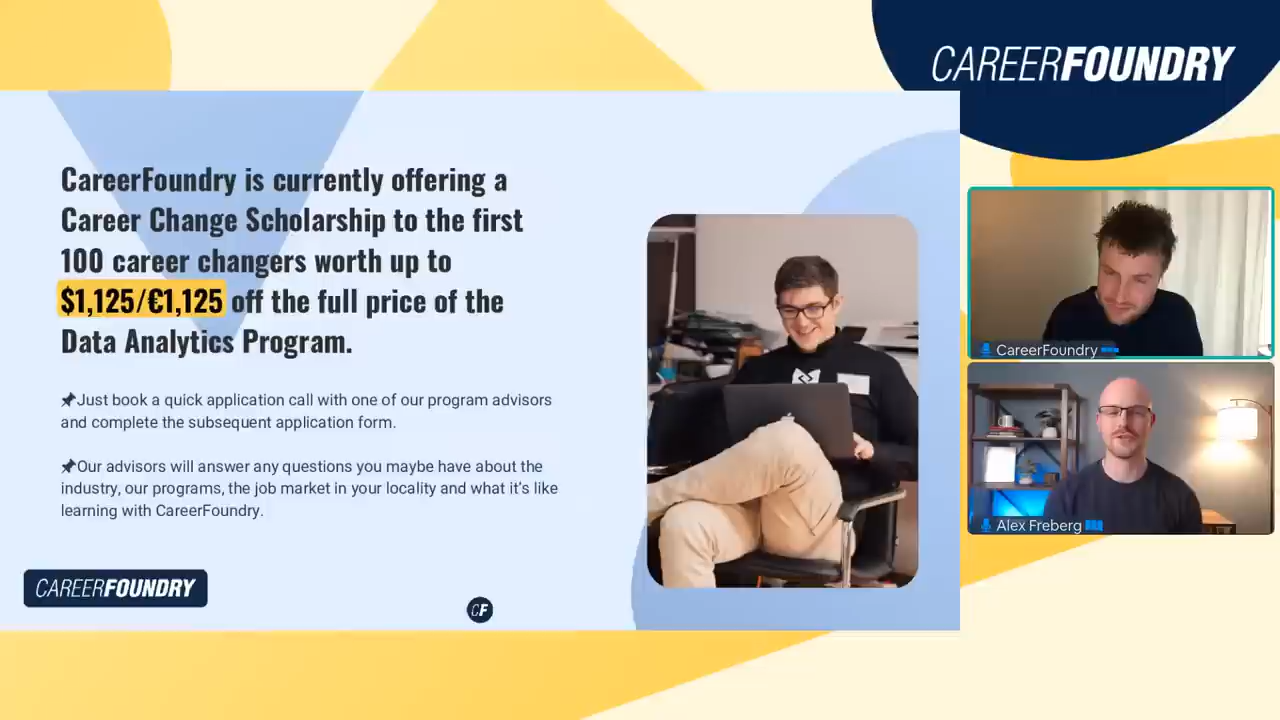 CAREERFOUNDRY
CareerFoundry is currently offering a
Career Change Scholarship to the first
100 career changers worth up to
$1,125/€1,125 off the full price of the
Data Analytics Program.
📌Just book a quick application call with one of our program advisors
and complete the subsequent application form.
📌Our advisors will answer any questions you maybe have about the
industry, our programs, the job market in your locality and what it's like
learning with CareerFoundry.
CAREERFOUNDRY
CF
CareerFoundry
Alex Freberg